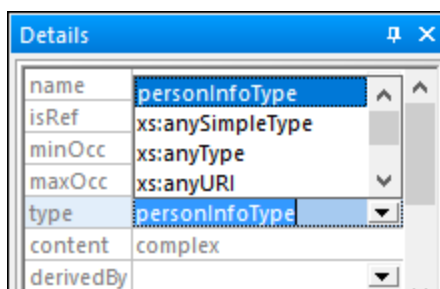 Details
name
personInfoType
isRef
xs:anySimpleType
minOcc
xs:anyType
maxOcc
xs:anyURI
type personInfoType
content complex
derivedBy